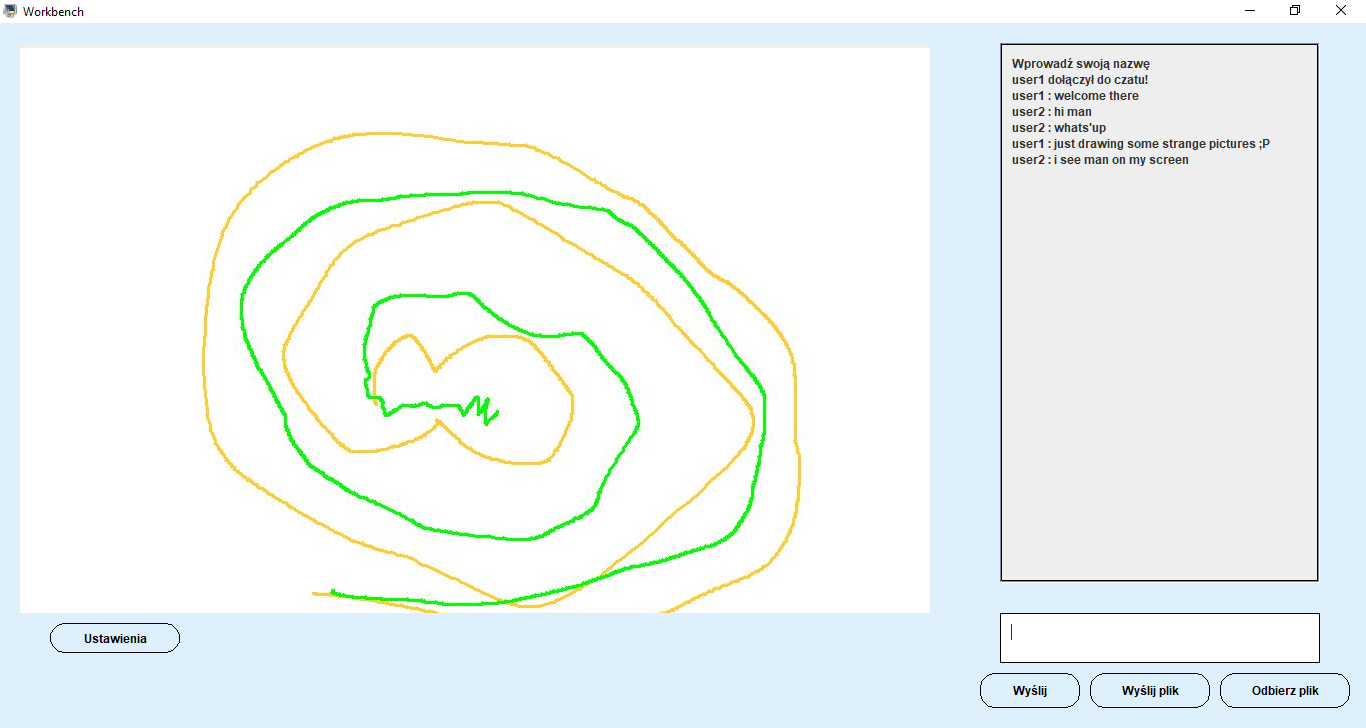 Workbench
Wprowadź swoją nazwę
user1 dołączył do czatu!
user1 : welcome there
user2 : hi man
user2 : whats'up
user1 : just drawing some strange pictures ;P
user2 : i see man on my screen
Ustawienia
Wyślij
Wyślij plik
Odbierz plik